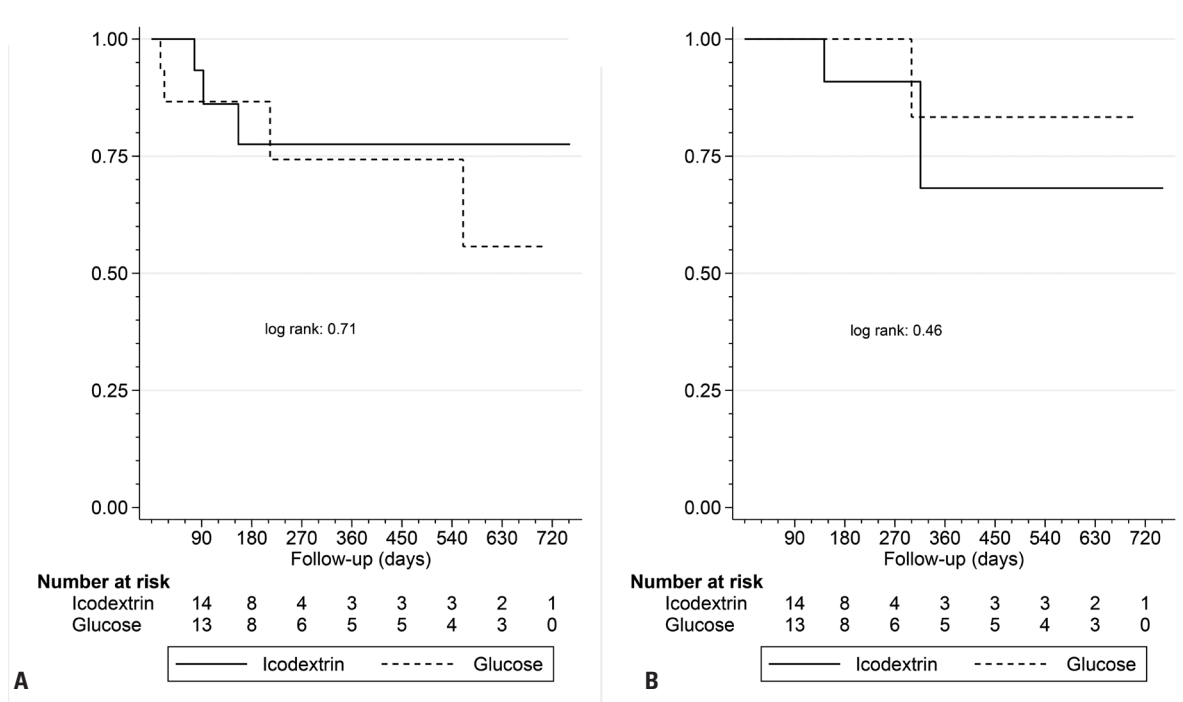 1.00
0.75
0.50
0.25
0.00
log rank: 0.71
90 180 270 360 450 540 630 720
Follow-up (days)
Number at risk
Icodextrin 14 8 4 3 3 3 2 1
Glucose 13 8 6 5 5 4 3 0
Icodextrin Glucose
A
1.00
0.75
0.50
0.25
0.00
log rank: 0.46
90 180 270 360 450 540 630 720
Follow-up (days)
Number at risk
Icodextrin 14 8 4 3 3 3 2 1
Glucose 13 8 6 5 5 4 3 0
Icodextrin Glucose
B